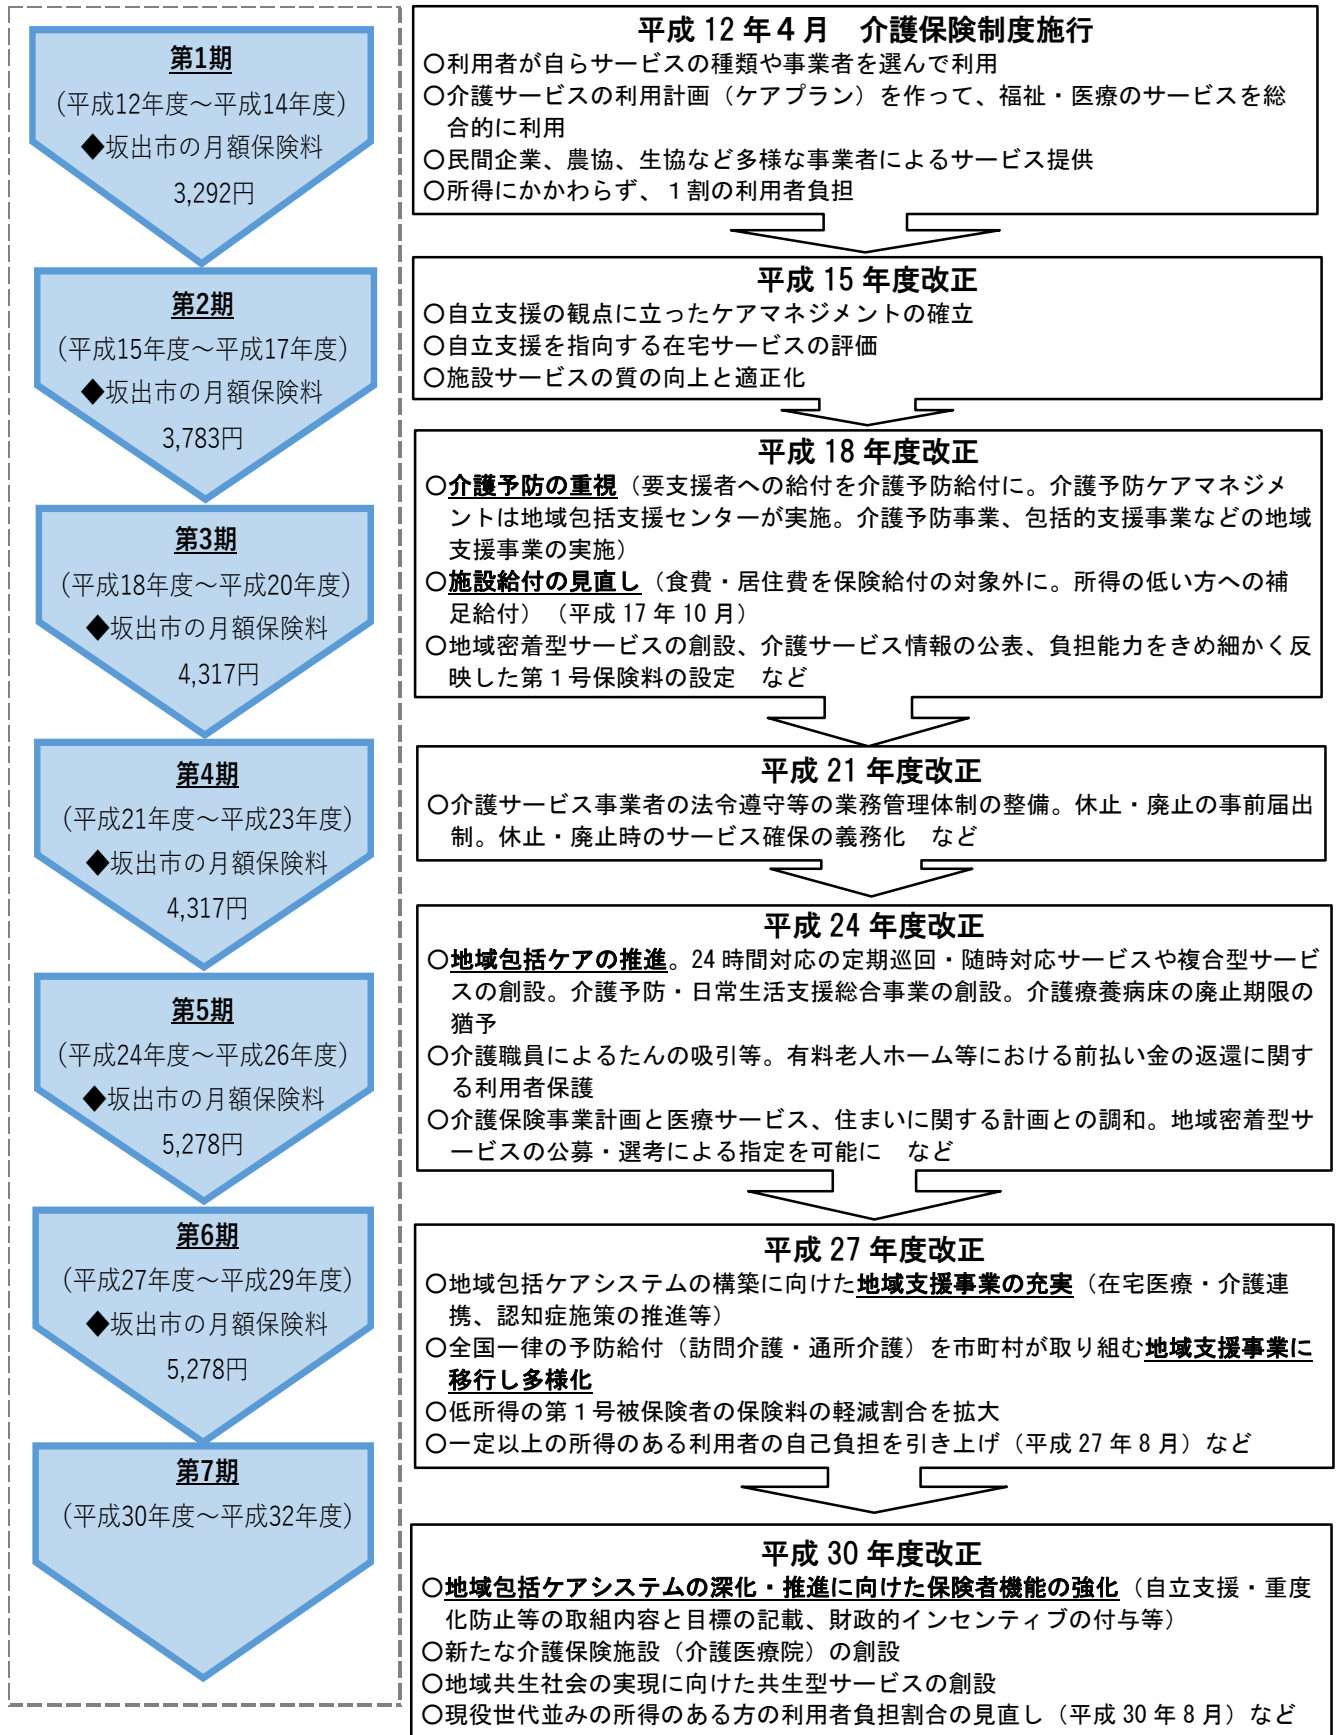 第1期
(平成12年度～平成14年度)
◆坂出市の月額保険料
3,292円
第2期
(平成15年度～平成17年度)
◆坂出市の月額保険料
3,783円
第3期
(平成18年度～平成20年度)
◆坂出市の月額保険料
4,317円
第4期
(平成21年度～平成23年度)
◆坂出市の月額保険料
4,317円
第5期
(平成24年度～平成26年度)
◆坂出市の月額保険料
5,278円
第6期
(平成27年度～平成29年度)
◆坂出市の月額保険料
5,278円
第7期
(平成30年度～平成32年度)
平成 12 年４月　介護保険制度施行
○利用者が自らサービスの種類や事業者を選んで利用
○介護サービスの利用計画（ケアプラン）を作って、福祉・医療のサービスを総
合的に利用
○民間企業、農協、生協など多様な事業者によるサービス提供
○所得にかかわらず、１割の利用者負担
平成 15 年度改正
○自立支援の観点に立ったケアマネジメントの確立
○自立支援を指向する在宅サービスの評価
○施設サービスの質の向上と適正化
平成 18 年度改正
○介護予防の重視（要支援者への給付を介護予防給付に。介護予防ケアマネジメ
ントは地域包括支援センターが実施。介護予防事業、包括的支援事業などの地域
支援事業の実施）
○施設給付の見直し（食費・居住費を保険給付の対象外に。所得の低い方への補
足給付）（平成 17 年 10 月）
○地域密着型サービスの創設、介護サービス情報の公表、負担能力をきめ細かく反
映した第１号保険料の設定　など
平成 21 年度改正
○介護サービス事業者の法令遵守等の業務管理体制の整備。休止・廃止の事前届出
制。休止・廃止時のサービス確保の義務化　など
平成 24 年度改正
○地域包括ケアの推進。24 時間対応の定期巡回・随時対応サービスや複合型サービ
スの創設。介護予防・日常生活支援総合事業の創設。介護療養病床の廃止期限の
猶予
○介護職員によるたんの吸引等。有料老人ホーム等における前払い金の返還に関す
る利用者保護
○介護保険事業計画と医療サービス、住まいに関する計画との調和。地域密着型サ
ービスの公募・選考による指定を可能に　など
平成 27 年度改正
○地域包括ケアシステムの構築に向けた地域支援事業の充実（在宅医療・介護連
携、認知症施策の推進等）
○全国一律の予防給付（訪問介護・通所介護）を市町村が取り組む地域支援事業に
移行し多様化
○低所得の第１号被保険者の保険料の軽減割合を拡大
○一定以上の所得のある利用者の自己負担を引き上げ（平成 27 年 8 月）など
平成 30 年度改正
○地域包括ケアシステムの深化・推進に向けた保険者機能の強化（自立支援・重度
化防止等の取組内容と目標の記載、財政的インセンティブの付与等）
○新たな介護保険施設（介護医療院）の創設
○地域共生社会の実現に向けた共生型サービスの創設
○現役世代並みの所得のある方の利用者負担割合の見直し（平成 30 年 8 月）など